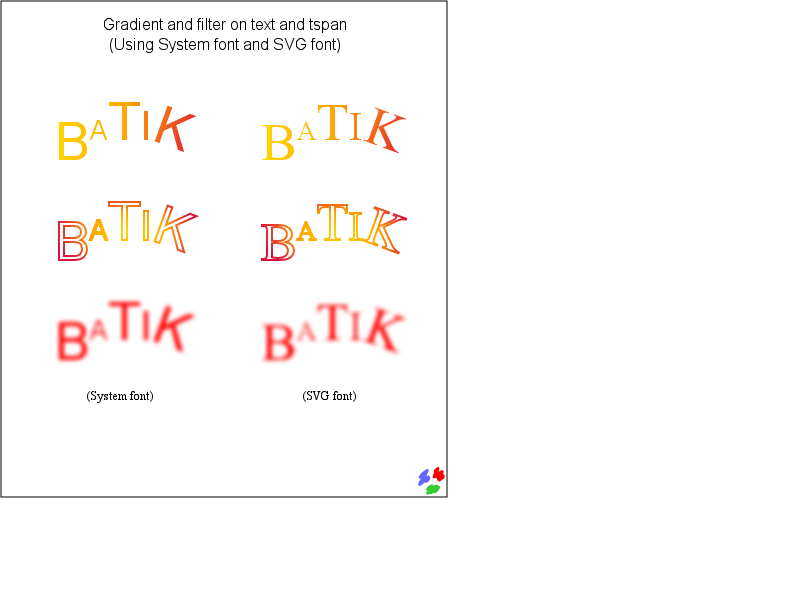 Gradient and filter on text and tspan
(Using System font and SVG font)
BATIK BATIK
BATIK BATIK
BATIK BATIK
(System font) (SVG font)